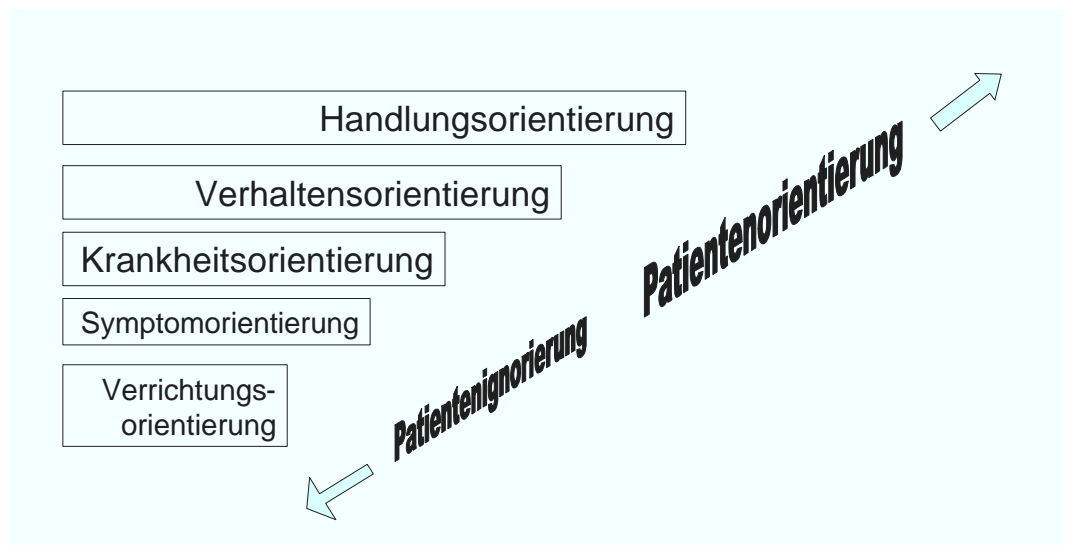 Handlungsorientierung
Verhaltensorientierung
Krankheitsorientierung
Symptomorientierung
Verrichtungs-
orientierung
Patientenignorierung
Patientenorientierung